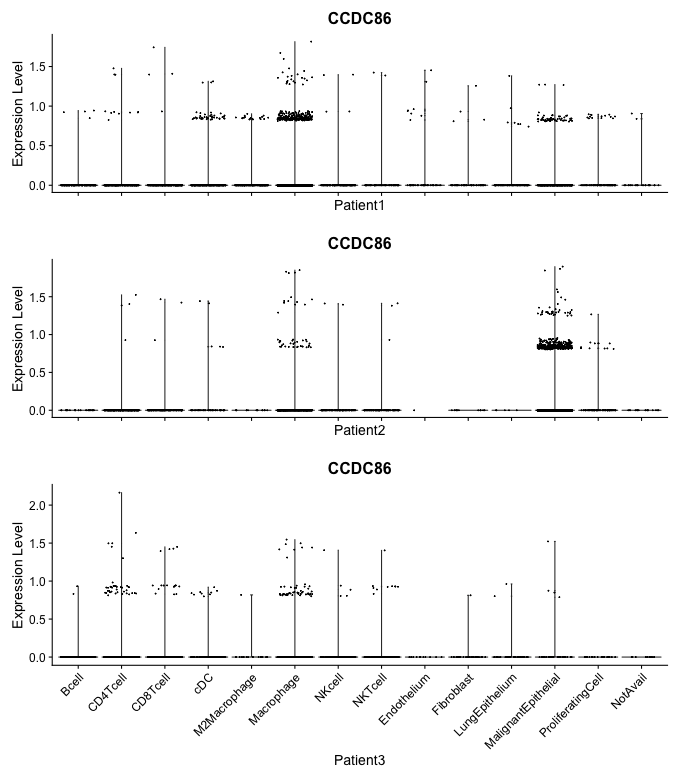 CCDC86
Expression Level
1.5
1.0
0.5
0.0
Patient1
CCDC86
Expression Level
1.5
1.0
0.5
0.0
Patient2
CCDC86
Expression Level
2.0
1.5
1.0
0.5
0.0
Bcell
CD4Tcell
CD8Tcell
cDC
M2Macrophage
Macrophage
NKcell
NKTcell
Endothelium
Fibroblast
LungEpithelium
MalignantEpithelial
ProliferatingCell
NotAvail
Patient3